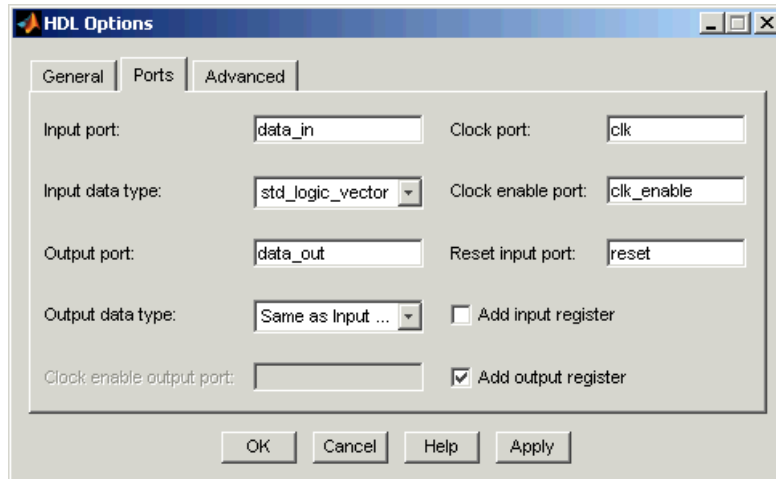 HDL Options
General Ports Advanced
Input port: data_in Clock port: clk
Input data type: std_logic_vector Clock enable port: clk_enable
Output port: data_out Reset input port: reset
Output data type: Same as Input ... Add input register
Clock enable output port: Add output register
OK Cancel Help Apply